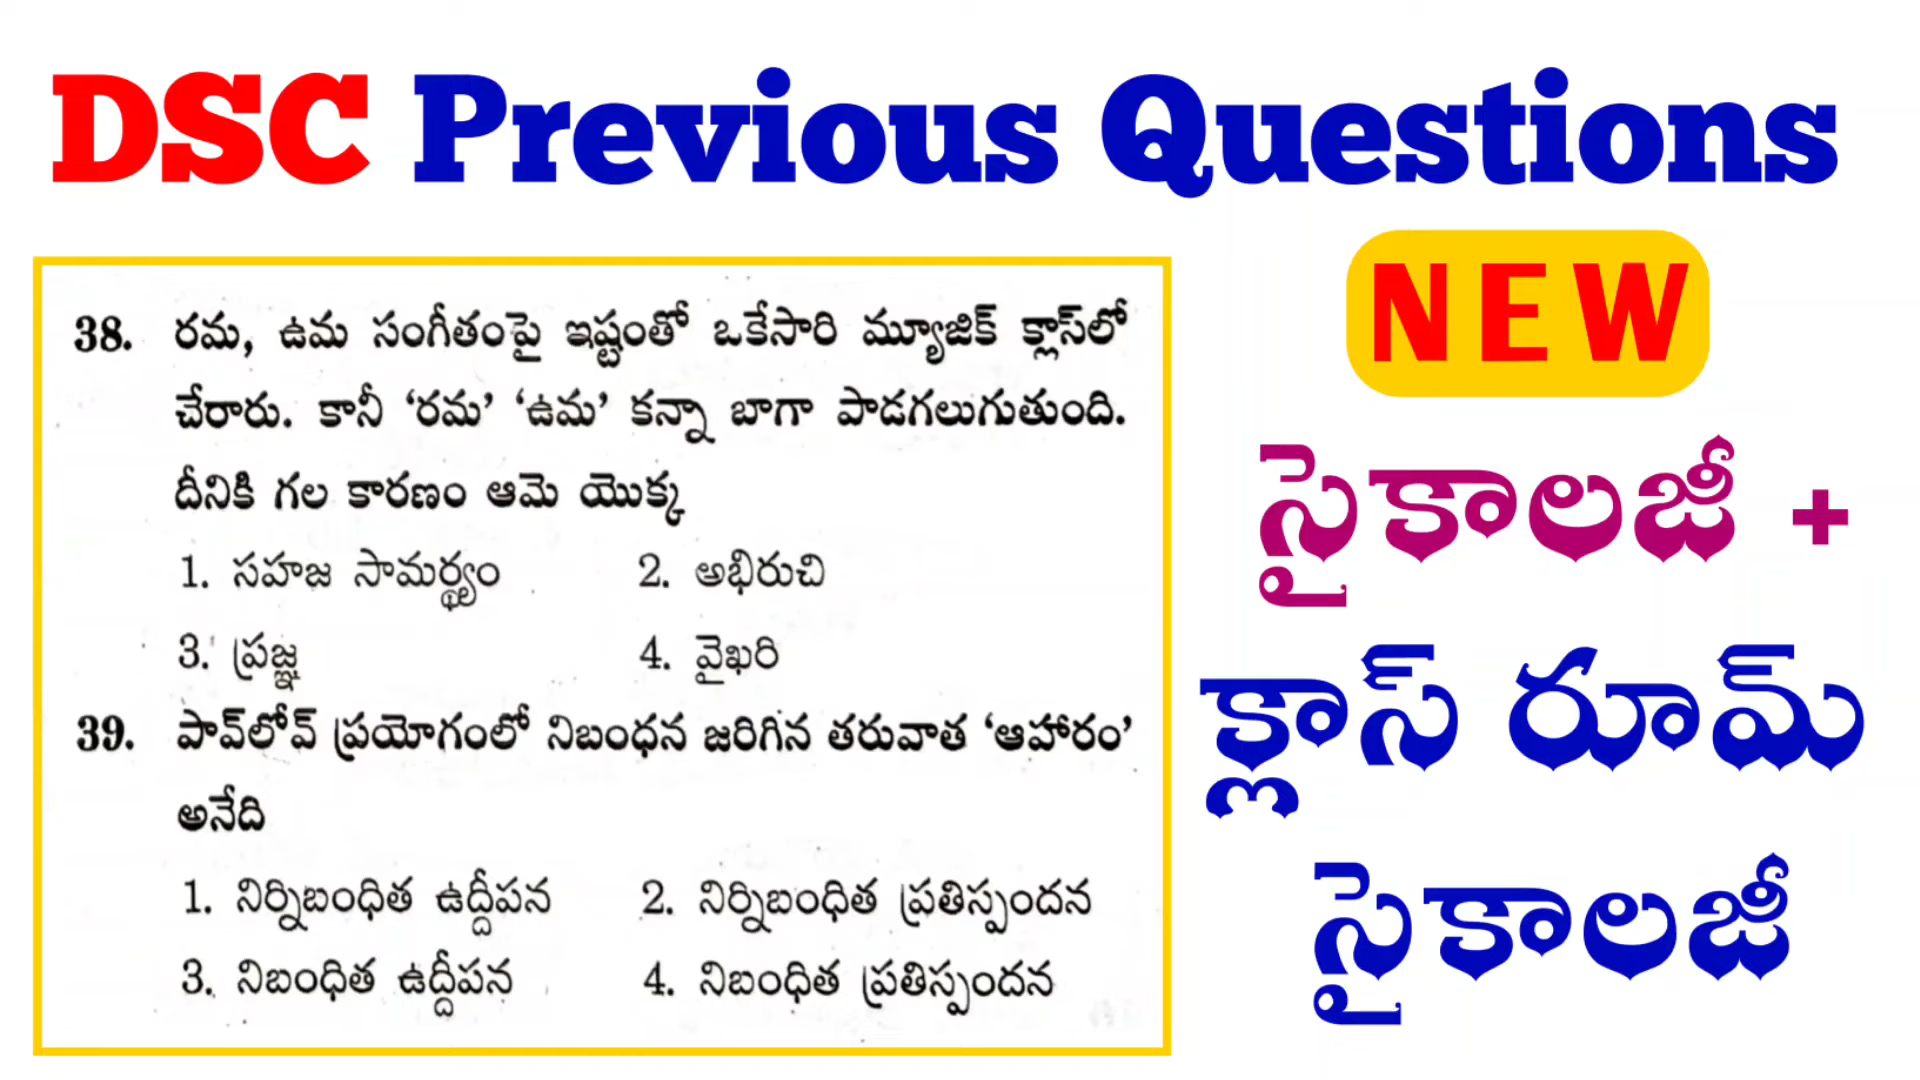 DSC Previous Questions
38. రమ, ఉమ సంగీతంపై ఇష్టంతో ఒకేసారి మ్యూజిక్ క్లాస్‌లో
చేరారు. కానీ ‘రమ’ ‘ఉమ’ కన్నా బాగా పాడగలుగుతుంది.
దీనికి గల కారణం ఆమె యొక్క
1. సహజ సామర్థ్యం 2. అభిరుచి
3. ప్రజ్ఞ 4. వైఖరి
39. పావ్‌లోవ్ ప్రయోగంలో నిబంధన జరిగిన తరువాత ‘ఆహారం’
అనేది
1. నిర్నిబంధిత ఉద్దీపన 2. నిర్నిబంధిత ప్రతిస్పందన
3. నిబంధిత ఉద్దీపన 4. నిబంధిత ప్రతిస్పందన
NEW
సైకాలజీ +
క్లాస్ రూమ్
సైకాలజీ